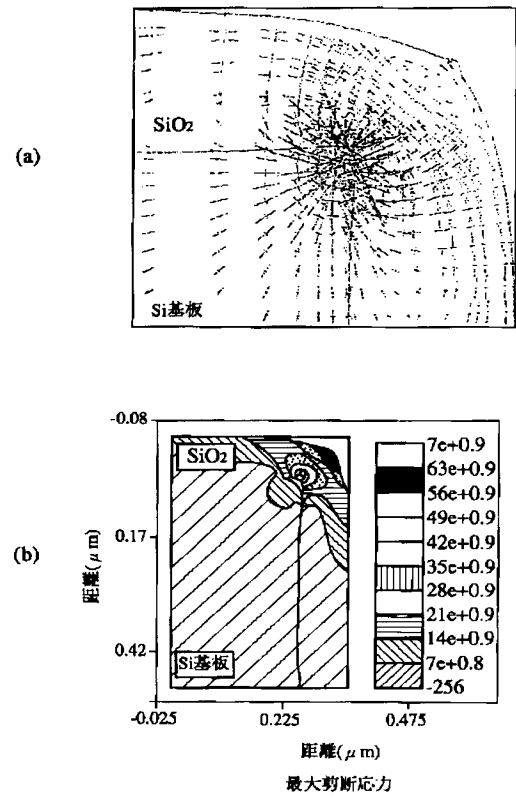 (a)
SiO2
Si基板
(b)
-0.08
0.17
0.42
距離(μm)
SiO2
Si基板
-0.025
0.225
0.475
距離(μm)
最大剪断応力
7e+0.9
63e+0.9
56e+0.9
49e+0.9
42e+0.9
35e+0.9
28e+0.9
21e+0.9
14e+0.9
7e+0.8
-256